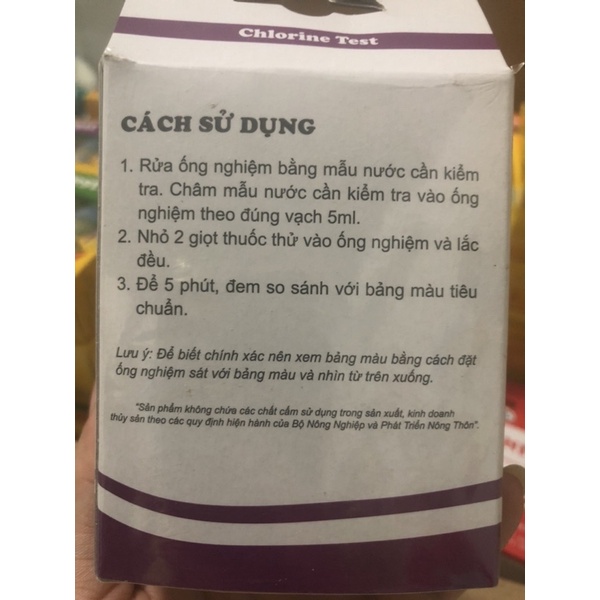 Chlorine Test
CÁCH SỬ DỤNG
1. Rửa ống nghiệm bằng mẫu nước cần kiểm
tra. Châm mẫu nước cần kiểm tra vào ống
nghiệm theo đúng vạch 5ml.
2. Nhỏ 2 giọt thuốc thử vào ống nghiệm và lắc
đều.
3. Để 5 phút, đem so sánh với bảng màu tiêu
chuẩn.
Lưu ý: Để biết chính xác nên xem bảng màu bằng cách đặt
ống nghiệm sát với bảng màu và nhìn từ trên xuống.
"Sản phẩm không chứa các chất cấm sử dụng trong sản xuất, kinh doanh
thủy sản theo các quy định hiện hành của Bộ Nông Nghiệp và Phát Triển Nông Thôn".